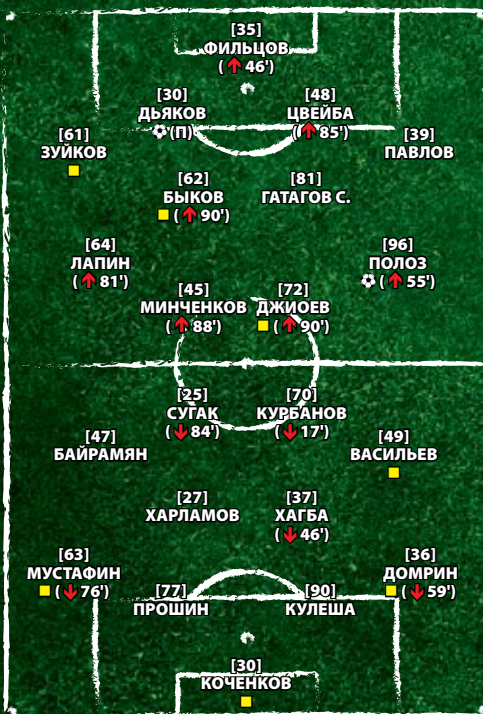 [35]
ФИЛЬЦОВ
( 46')
[30]
ДЬЯКОВ
(П)
[48]
ЦВЕЙБА
( 85')
[61]
ЗУЙКОВ
[39]
ПАВЛОВ
[62]
БЫКОВ
( 90')
[81]
ГАТАГОВ С.
[64]
ЛАПИН
( 81')
[96]
ПОЛОЗ
( 55')
[45]
МИНЧЕНКОВ
( 88')
[72]
ДЖИОЕВ
( 90')
[25]
СУГАК
( 84')
[70]
КУРБАНОВ
( 17')
[47]
БАЙРАМЯН
[49]
ВАСИЛЬЕВ
[27]
ХАРЛАМОВ
[37]
ХАГБА
( 46')
[63]
МУСТАФИН
( 76')
[36]
ДОМРИН
( 59')
[77]
ПРОШИН
[90]
КУЛЕША
[30]
КОЧЕНКОВ